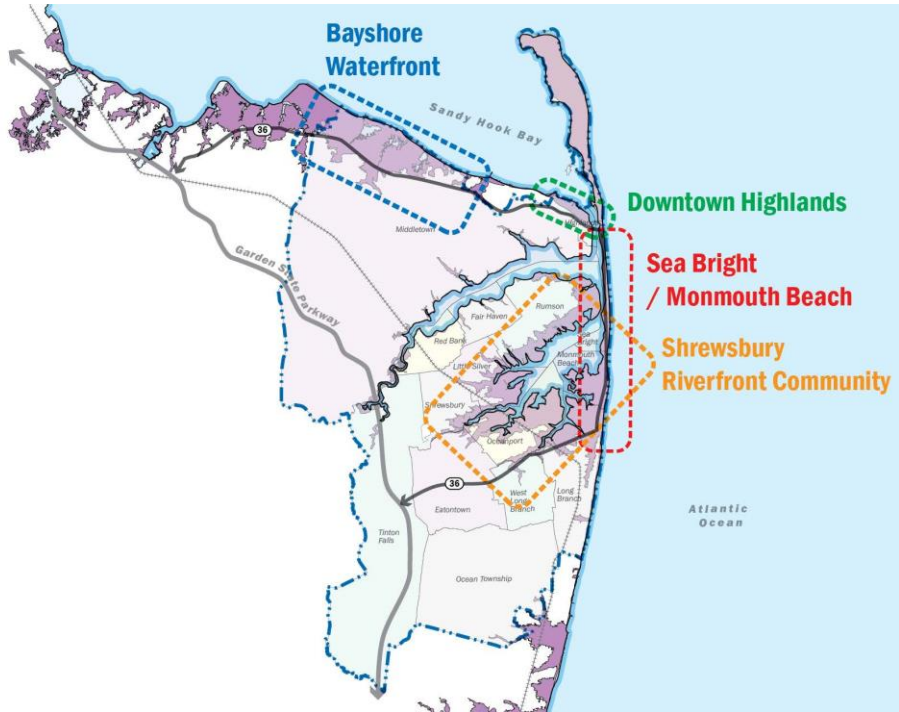 Bayshore
Waterfront
Sandy Hook Bay
36
Downtown Highlands
Middletown
Sea Bright
/ Monmouth Beach
Garden State
Parkway
Rumson
Fair Haven
Red Bank
Shrewsbury
Riverfront Community
Monmouth
Beach
Little Silver
Shrewsbury
Oceanport
36
West
Long
Branch
Long
Branch
Eatontown
Atlantic
Ocean
Tinton
Falls
Ocean Township